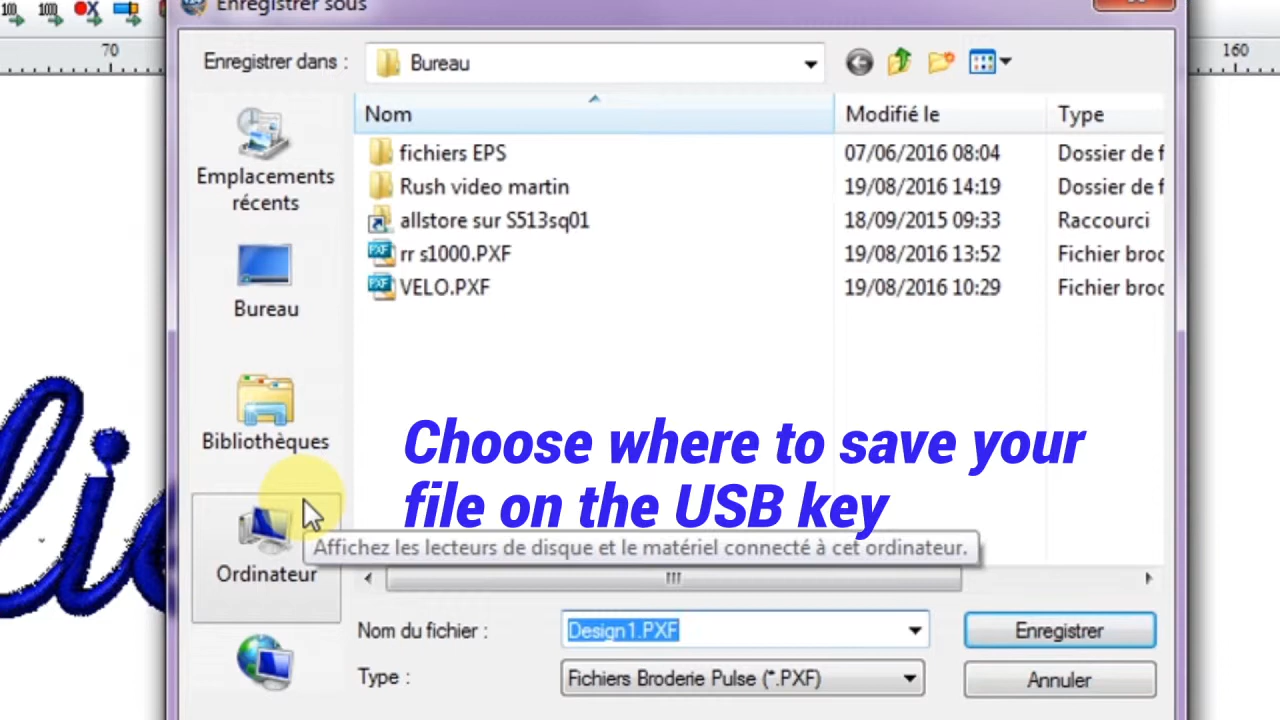 100 1000
70 160
Enregistrer sous
Enregistrer dans : Bureau
Nom Modifié le Type
fichiers EPS 07/06/2016 08:04 Dossier de f
Rush video martin 19/08/2016 14:19 Dossier de f
allstore sur S513sq01 18/09/2015 09:33 Raccourci
rr s1000.PXF 19/08/2016 13:52 Fichier brod
VELO.PXF 19/08/2016 10:29 Fichier brod
Emplacements
récents
Bureau
Bibliothèques
Ordinateur
Choose where to save your
file on the USB key
Affichez les lecteurs de disque et le matériel connecté à cet ordinateur.
Nom du fichier : Design1.PXF Enregistrer
Type : Fichiers Broderie Pulse (*.PXF) Annuler